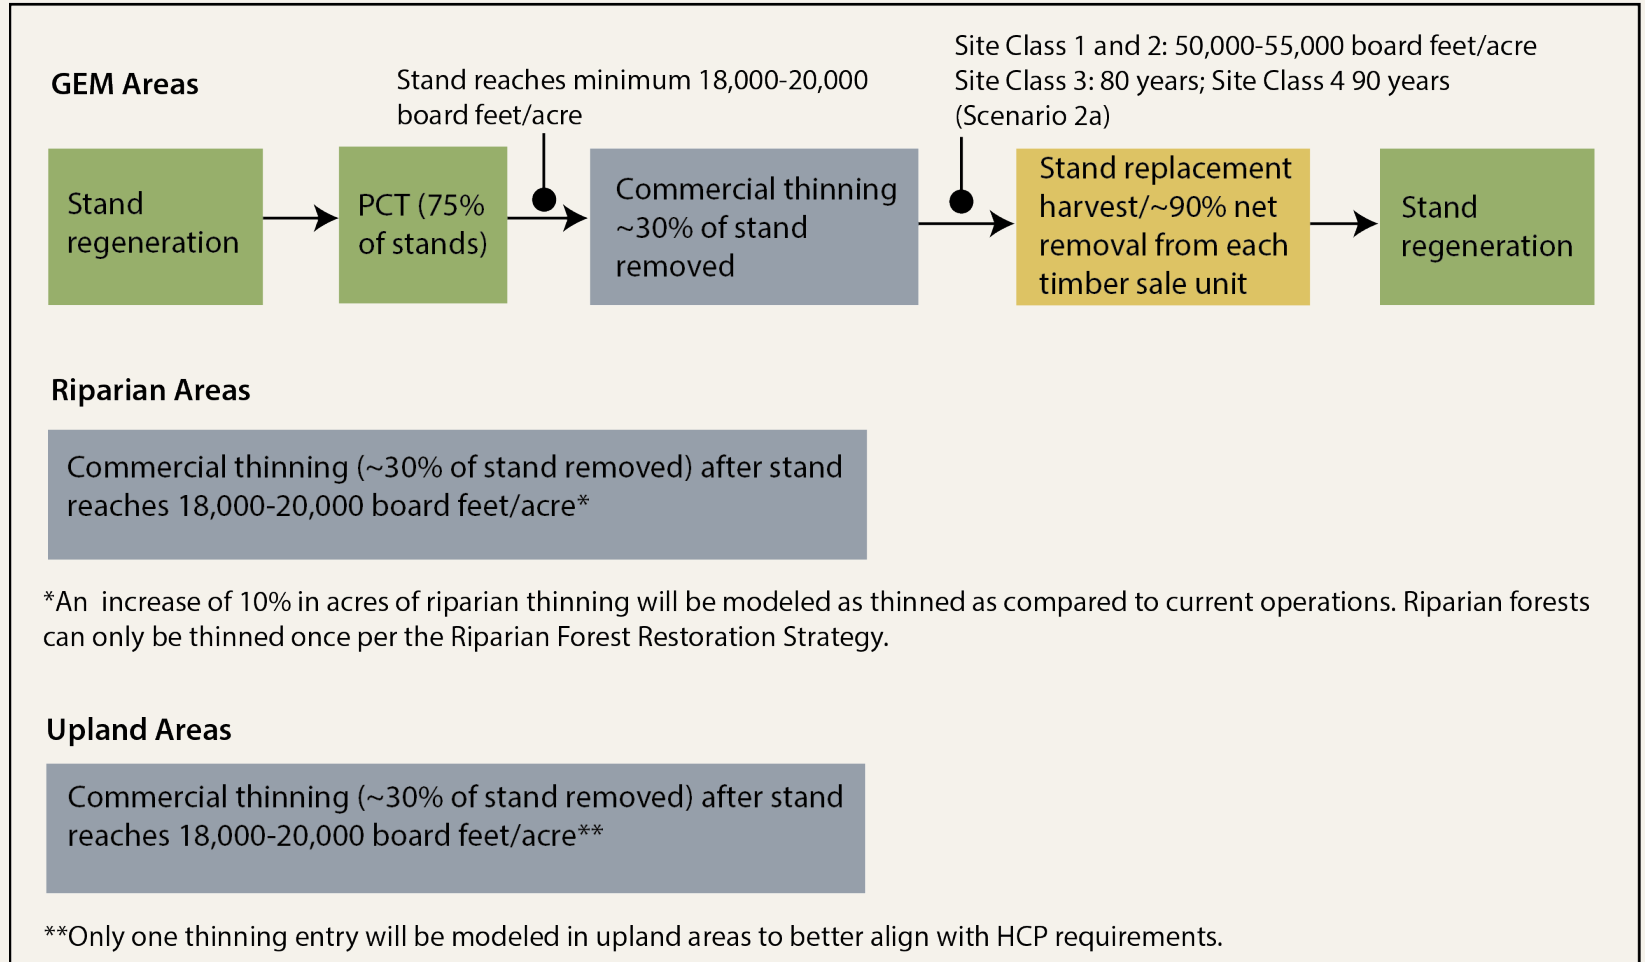 GEM Areas
Stand reaches minimum 18,000-20,000
board feet/acre
Site Class 1 and 2: 50,000-55,000 board feet/acre
Site Class 3: 80 years; Site Class 4 90 years
(Scenario 2a)
Stand
regeneration
PCT (75%
of stands)
Commercial thinning
~30% of stand
removed
Stand replacement
harvest/~90% net
removal from each
timber sale unit
Stand
regeneration
Riparian Areas
Commercial thinning (~30% of stand removed) after stand
reaches 18,000-20,000 board feet/acre*
*An  increase of 10% in acres of riparian thinning will be modeled as thinned as compared to current operations. Riparian forests
can only be thinned once per the Riparian Forest Restoration Strategy.
Upland Areas
Commercial thinning (~30% of stand removed) after stand
reaches 18,000-20,000 board feet/acre**
**Only one thinning entry will be modeled in upland areas to better align with HCP requirements.